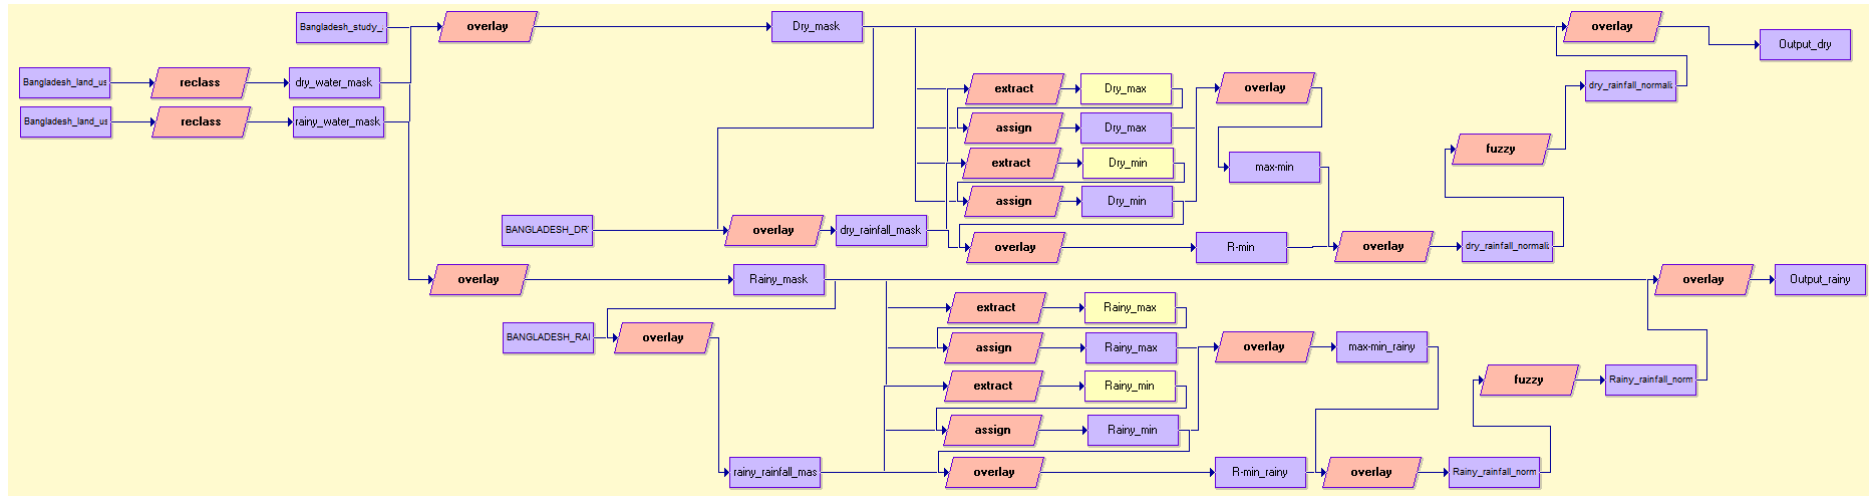 Bangladesh_study_
overlay
Dry_mask
overlay
Output_dry
Bangladesh_land_us
reclass
dry_water_mask
Bangladesh_land_us
reclass
rainy_water_mask
extract
Dry_max
overlay
dry_rainfall_normali
assign
Dry_max
extract
Dry_min
max-min
fuzzy
assign
Dry_min
BANGLADESH_DR
overlay
dry_rainfall_mask
overlay
R-min
overlay
dry_rainfall_normali
overlay
Rainy_mask
overlay
Output_rainy
extract
Rainy_max
BANGLADESH_RAI
overlay
assign
Rainy_max
overlay
max-min_rainy
extract
Rainy_min
fuzzy
Rainy_rainfall_norm
assign
Rainy_min
rainy_rainfall_mas
overlay
R-min_rainy
overlay
Rainy_rainfall_norm